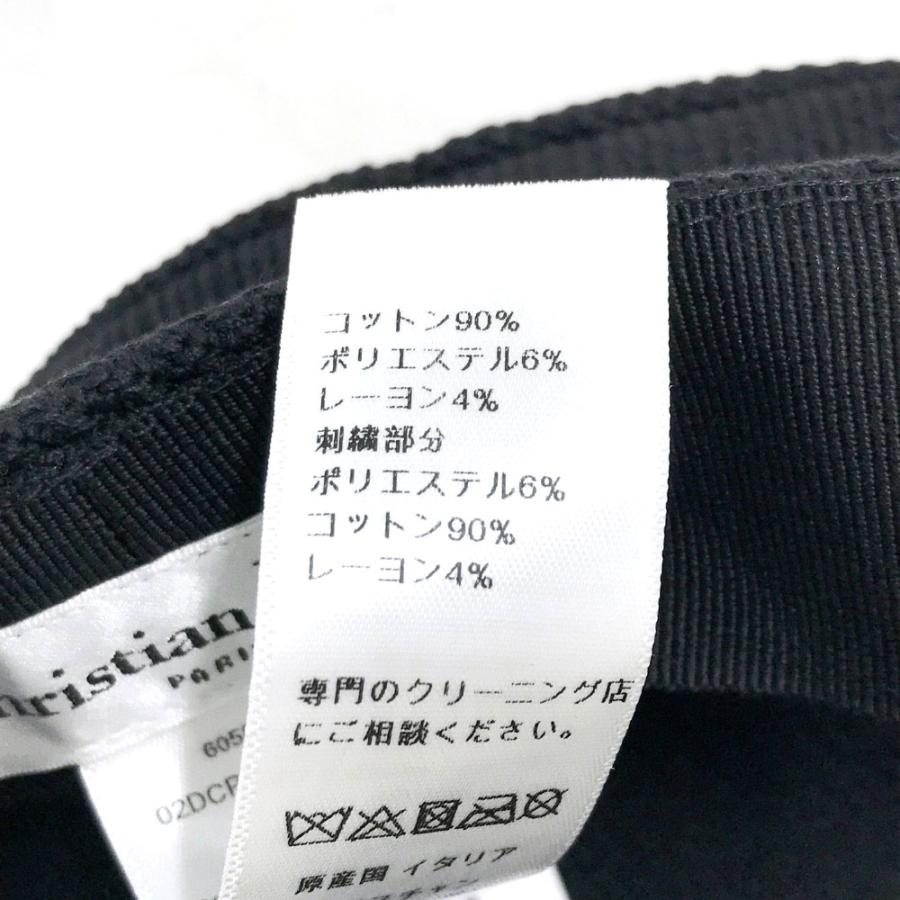 コットン90%
ポリエステル6%
レーヨン4%
刺繍部分
ポリエステル6%
コットン90%
レーヨン4%
専門のクリーニング店
にご相談ください。
原産国 イタリア
hristian
PARI
605
02DC